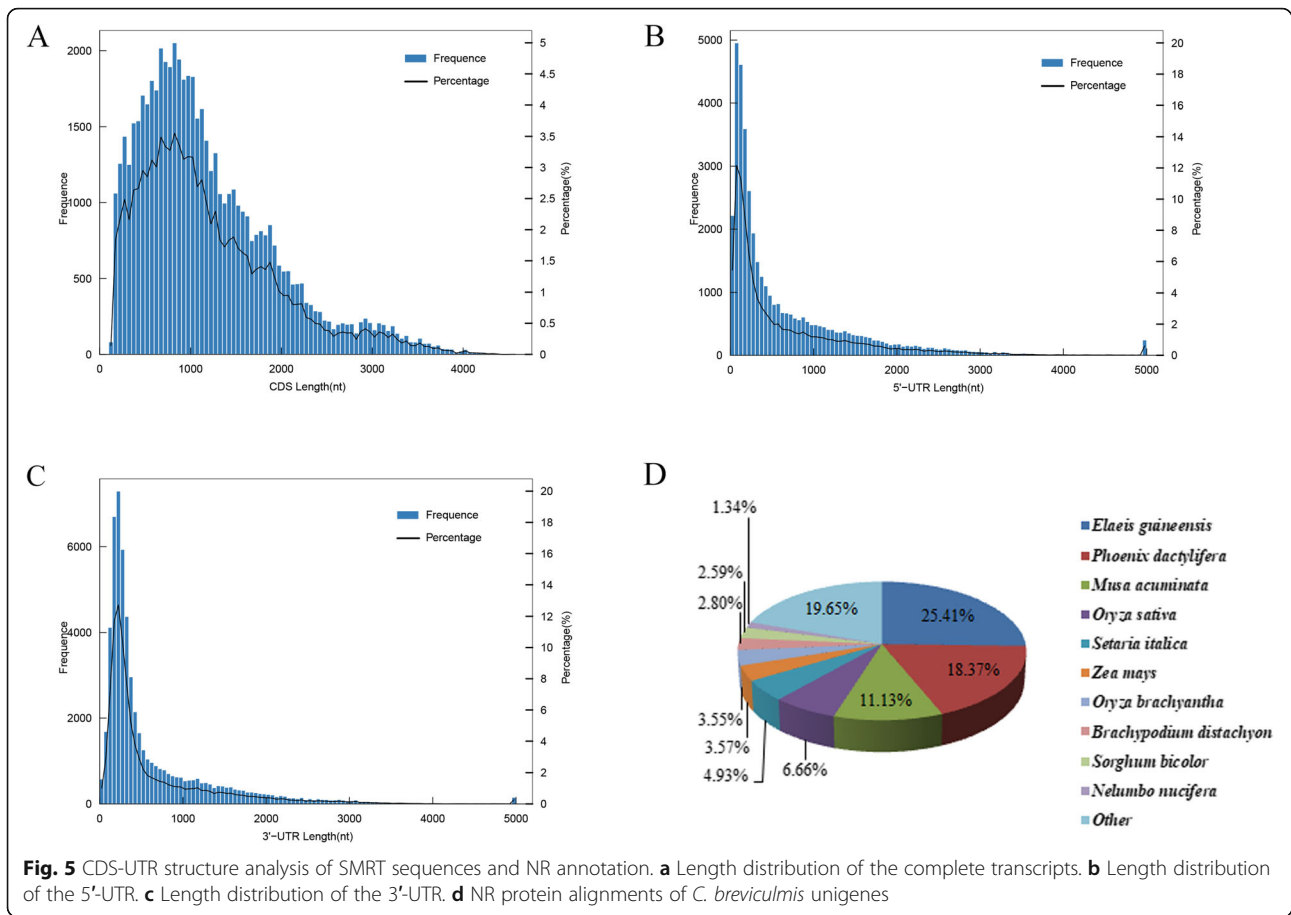 A
Frequence
Percentage
2000
1500
1000
500
0
Frequence
5
4.5
4
3.5
3
2.5
2
1.5
1
0.5
0
Percentage(%)
0
1000
2000
3000
4000
CDS Length(nt)
B
Frequence
Percentage
5000
4000
3000
2000
1000
0
Frequence
20
18
16
14
12
10
8
6
4
2
0
Percentage(%)
0
1000
2000
3000
4000
5000
5'−UTR Length(nt)
C
Frequence
Percentage
6000
4000
2000
0
Frequence
20
18
16
14
12
10
8
6
4
2
0
Percentage(%)
0
1000
2000
3000
4000
5000
3'−UTR Length(nt)
D
1.34%
2.59%
2.80%
3.55%
3.57%
4.93%
6.66%
11.13%
18.37%
25.41%
19.65%
Elaeis guineensis
Phoenix dactylifera
Musa acuminata
Oryza sativa
Setaria italica
Zea mays
Oryza brachyantha
Brachypodium distachyon
Sorghum bicolor
Nelumbo nucifera
Other
Fig. 5 CDS-UTR structure analysis of SMRT sequences and NR annotation. a Length distribution of the complete transcripts. b Length distribution
of the 5′-UTR. c Length distribution of the 3′-UTR. d NR protein alignments of C. breviculmis unigenes